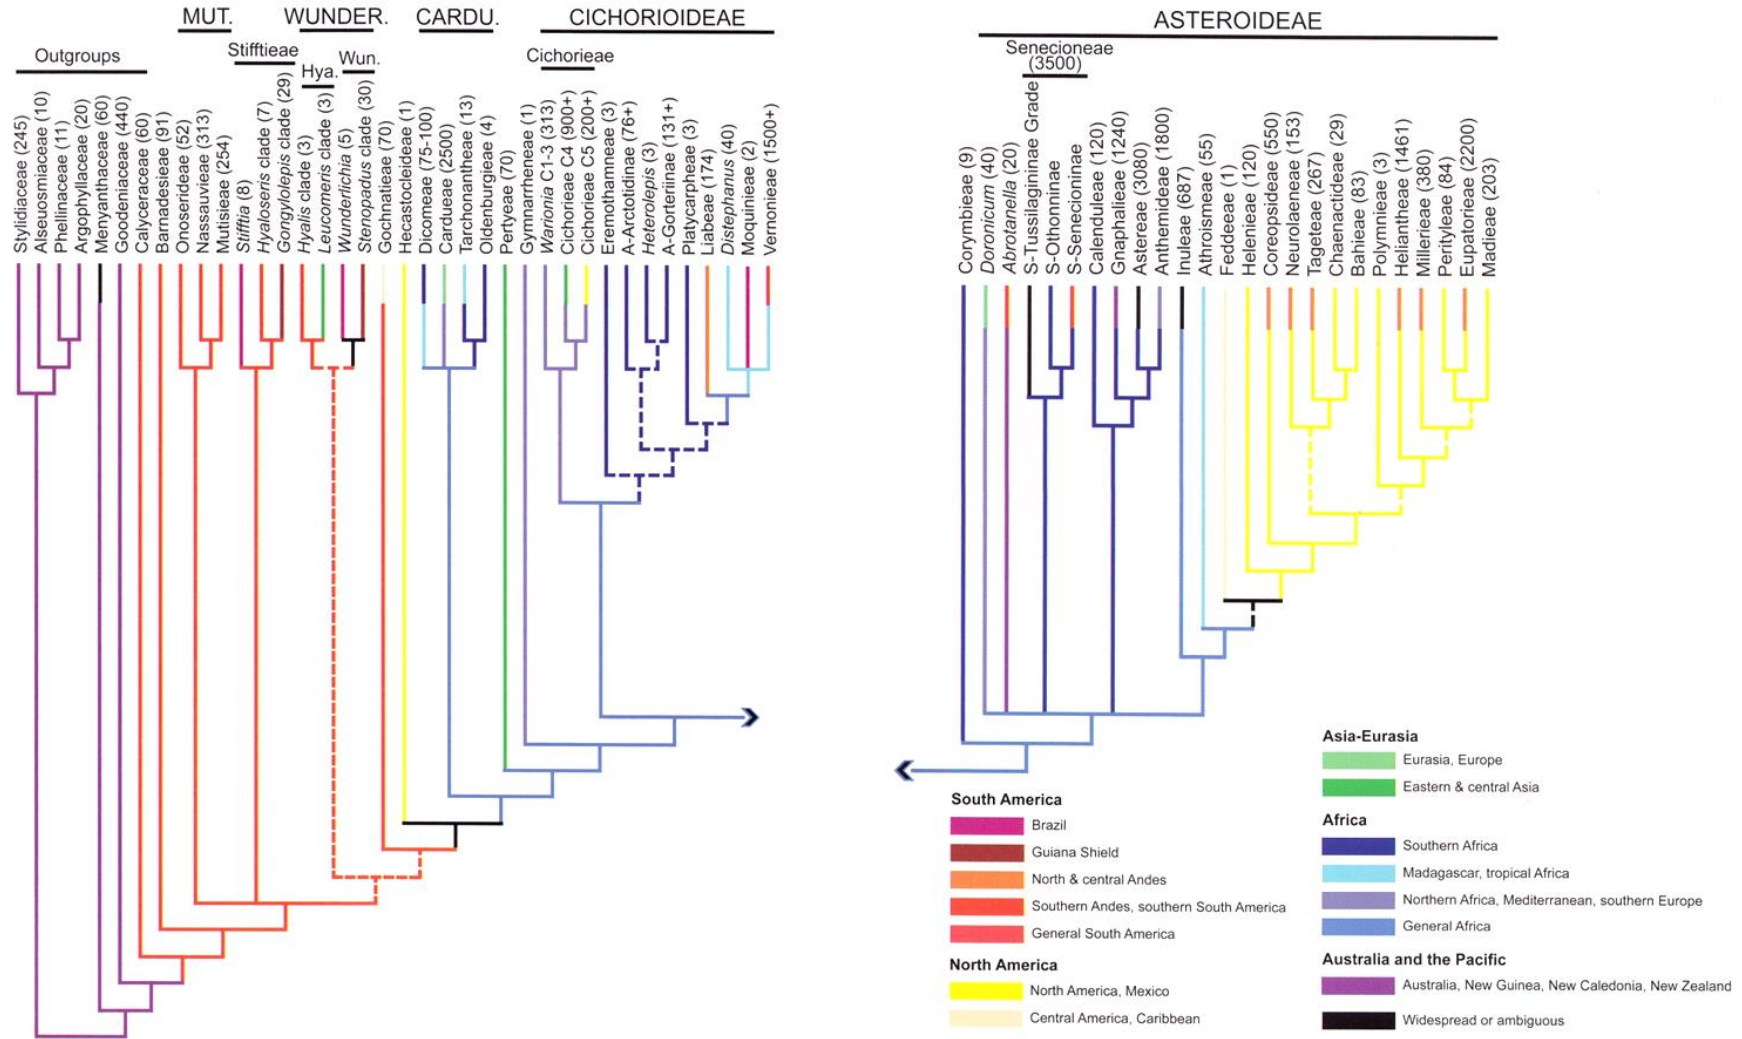 MUT.
WUNDER.
CARDU.
CICHORIOIDEAE
ASTEROIDEAE
Outgroups
Stifftieae
Hya.
Wun.
Cichorieae
Senecioneae
(3500)
Stylidiaceae (245)
Alseuosmiaceae (10)
Phellinaceae (11)
Argophyllaceae (20)
Menyanthaceae (60)
Goodeniaceae (440)
Calyceraceae (60)
Barnadesieae (91)
Onoserideae (52)
Nassauvieae (313)
Mutisieae (254)
Stifftia (8)
Hyaloseris clade (7)
Gongylolepis clade (29)
Hyalis clade (3)
Leucomeris clade (3)
Wunderlichia (5)
Stenopadus clade (30)
Gochnatieae (70)
Hecastocleideae (1)
Dicomeae (75-100)
Cardueae (2500)
Tarchonantheae (13)
Oldenburgieae (4)
Pertyeae (70)
Gymnarrheneae (1)
Warionia C1-3 (313)
Cichorieae C4 (900+)
Cichorieae C5 (200+)
Eremothamneae (3)
A-Arctotidinae (76+)
Heterolepis (3)
A-Gorteriinae (131+)
Platycarpheae (3)
Liabeae (174)
Distephanus (40)
Moquinieae (2)
Vernonieae (1500+)
Corymbieae (9)
Doronicum (40)
Abrotanella (20)
S-Tussilagininae Grade
S-Othonninae
S-Senecioninae
Calenduleae (120)
Gnaphalieae (1240)
Astereae (3080)
Anthemideae (1800)
Inuleae (687)
Athroismeae (55)
Feddeeae (1)
Helenieae (120)
Coreopsideae (550)
Neurolaeneae (153)
Tageteae (267)
Chaenactideae (29)
Bahieae (83)
Polymnieae (3)
Heliantheae (1461)
Millerieae (380)
Perityleae (84)
Eupatorieae (2200)
Madieae (203)
South America
Brazil
Guiana Shield
North & central Andes
Southern Andes, southern South America
General South America
North America
North America, Mexico
Central America, Caribbean
Asia-Eurasia
Eurasia, Europe
Eastern & central Asia
Africa
Southern Africa
Madagascar, tropical Africa
Northern Africa, Mediterranean, southern Europe
General Africa
Australia and the Pacific
Australia, New Guinea, New Caledonia, New Zealand
Widespread or ambiguous